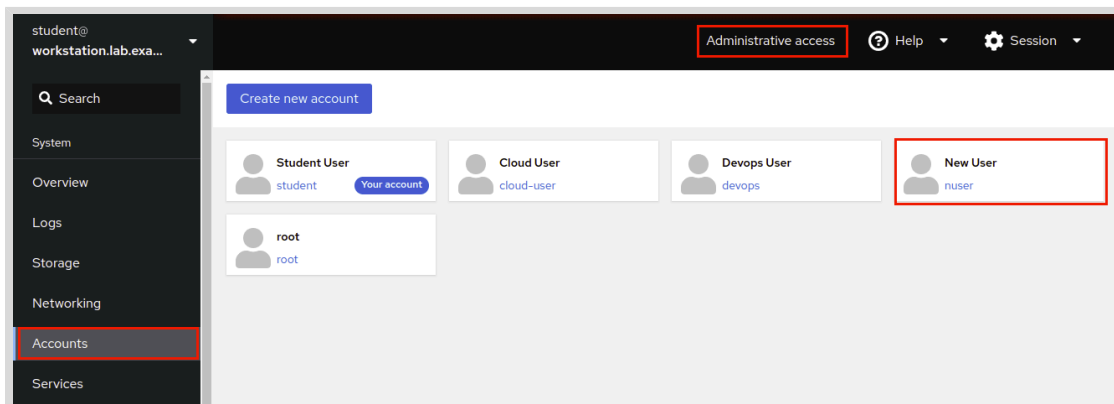 student@
workstation.lab.exa...
Administrative access
Help
Session
Search
Create new account
System
Overview
Logs
Storage
Networking
Accounts
Services
Student User
student
Your account
Cloud User
cloud-user
Devops User
devops
New User
nuser
root
root